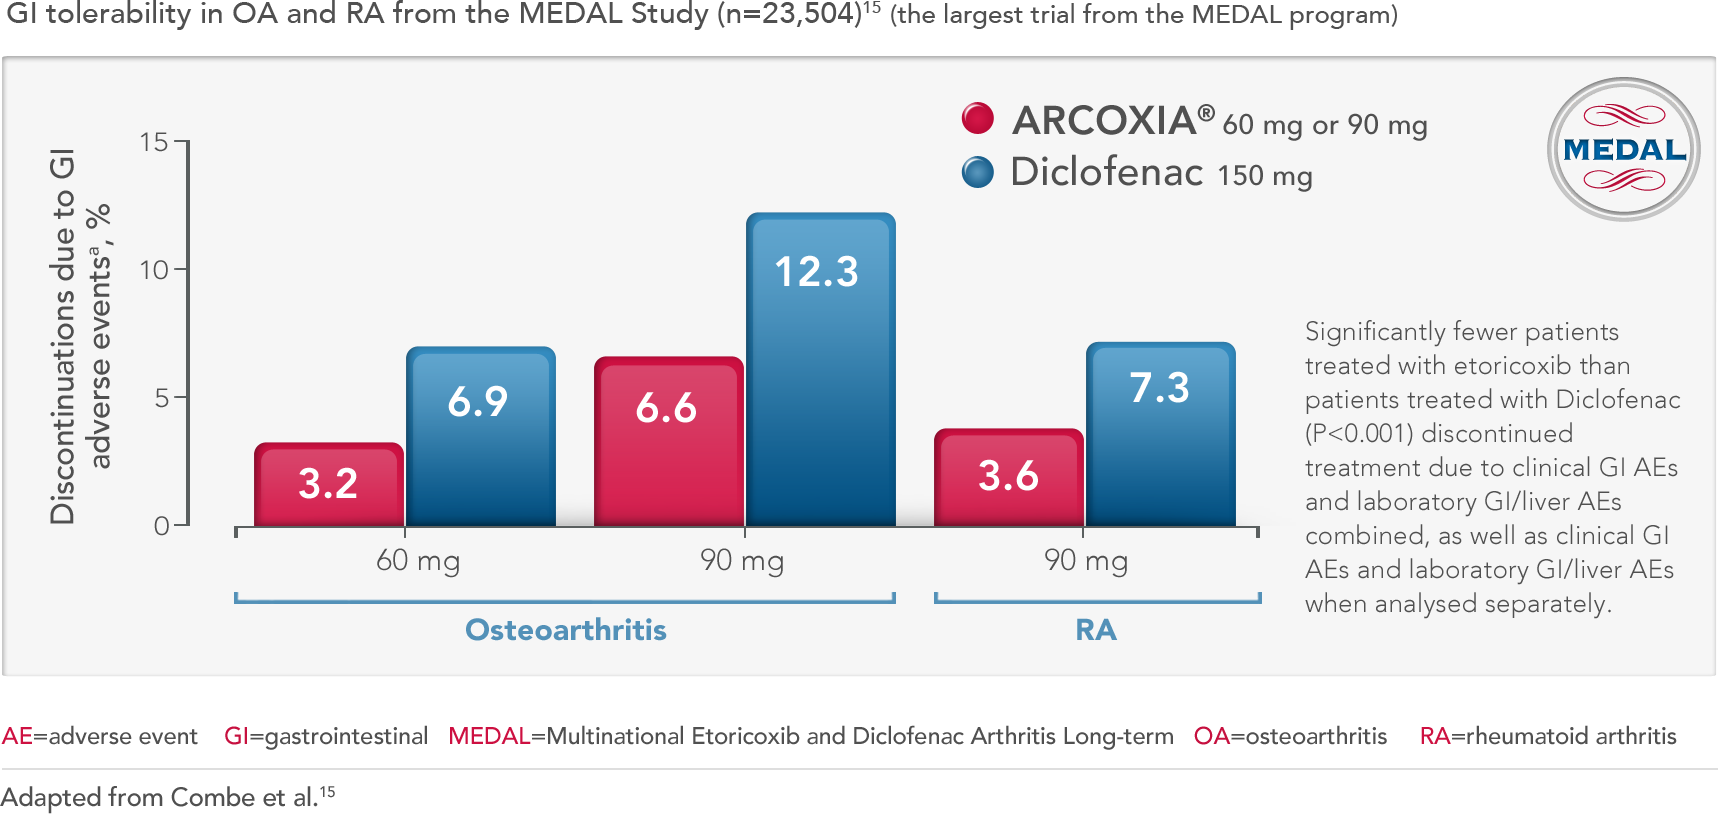 GI tolerability in OA and RA from the MEDAL Study (n=23,504)15 (the largest trial from the MEDAL program)
ARCOXIA® 60 mg or 90 mg
Diclofenac 150 mg
MEDAL
Discontinuations due to GI
adverse eventsa, %
15
10
5
0
3.2
6.9
6.6
12.3
3.6
7.3
60 mg
90 mg
90 mg
Osteoarthritis
RA
Significantly fewer patients
treated with etoricoxib than
patients treated with Diclofenac
(P<0.001) discontinued
treatment due to clinical GI AEs
and laboratory GI/liver AEs
combined, as well as clinical GI
AEs and laboratory GI/liver AEs
when analysed separately.
AE=adverse event GI=gastrointestinal MEDAL=Multinational Etoricoxib and Diclofenac Arthritis Long-term OA=osteoarthritis RA=rheumatoid arthritis
Adapted from Combe et al.15